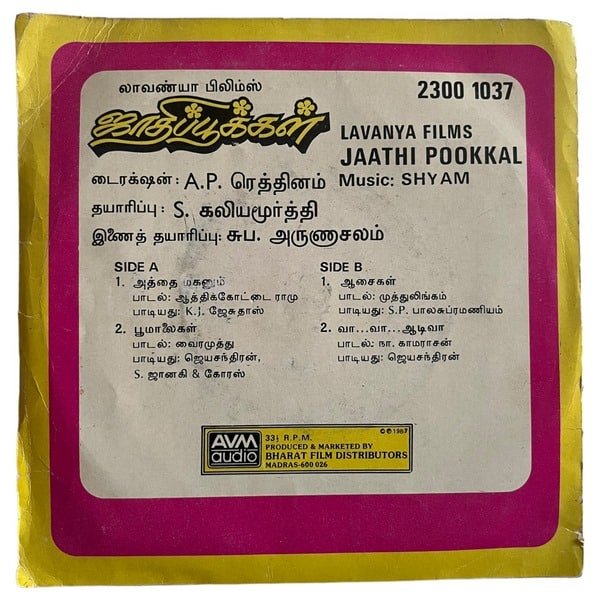 லாவண்யா பிலிம்ஸ்
2300 1037
ஜாதிப்பூக்கள்
LAVANYA FILMS
JAATHI POOKKAL
Music: SHYAM
டைரக்ஷன்: A.P. ரெத்தினம்
தயாரிப்பு: S. கலியமூர்த்தி
இணைத் தயாரிப்பு: சுப. அருணாசலம்
SIDE A
1. அத்தை மகனும்
பாடல்: ஆத்திக்கோட்டை ராமு
பாடியது: K.J. ஜேசுதாஸ்
2. பூமாலைகள்
பாடல்: வைரமுத்து
பாடியது: ஜெயசந்திரன்,
S. ஜானகி & கோரஸ்
SIDE B
1. ஆசைகள்
பாடல்: முத்துலிங்கம்
பாடியது: S.P. பாலசுப்ரமணியம்
2. வா...வா...ஆடிவா
பாடல்: நா. காமராசன்
பாடியது: ஜெயசந்திரன்
AVM
audio
33⅓ R.P.M.
© ℗ 1987
PRODUCED & MARKETED BY
BHARAT FILM DISTRIBUTORS
MADRAS-600 026